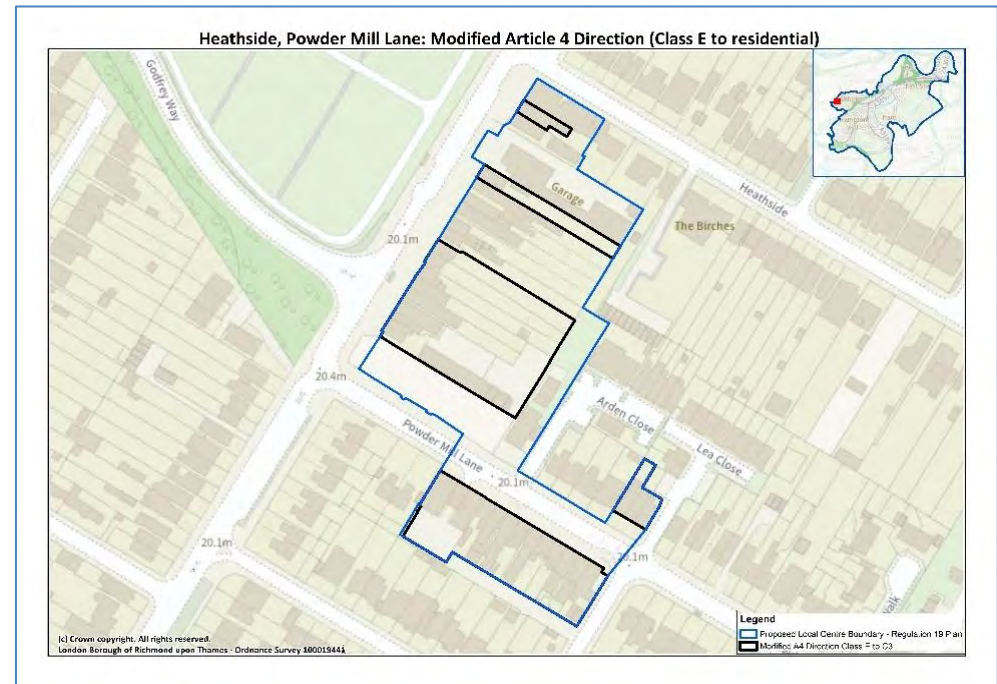 Heathside, Powder Mill Lane: Modified Article 4 Direction (Class E to residential)
Godfrey Way
Garage
Heathside
The Birches
20.1m
20.4m
Arden Close
Lea Close
Powder Mill Lane
20.1m
20.1m
20.1m
Legend
Proposed Local Centre Boundary - Regulation 19 Plan
Modified A4 Direction Class E to C3
(c) Crown copyright. All rights reserved.
London Borough of Richmond upon Thames - Ordnance Survey